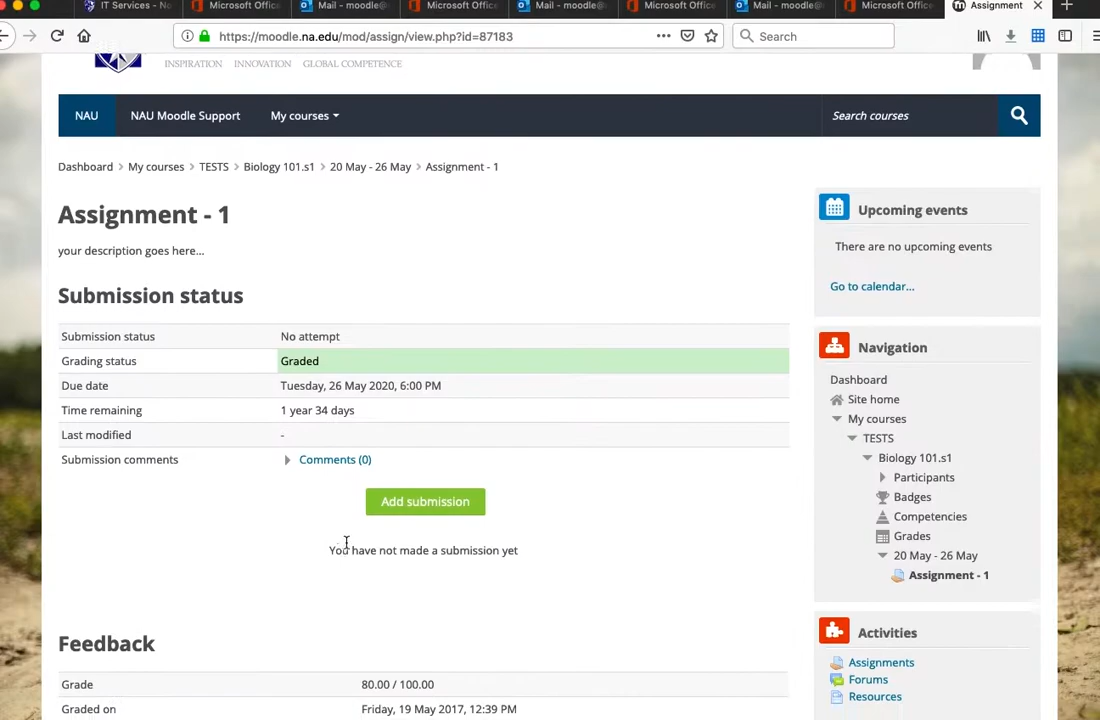 IT Services - No
Microsoft Office
Mail - moodle@
Microsoft Office
Mail - moodle@
Microsoft Office
Mail - moodle@
Microsoft Office
Assignment
https://moodle.na.edu/mod/assign/view.php?id=87183
Search
INSPIRATION INNOVATION GLOBAL COMPETENCE
NAU NAU Moodle Support My courses Search courses
Dashboard > My courses > TESTS > Biology 101.s1 > 20 May - 26 May > Assignment - 1
Assignment - 1
your description goes here...
Submission status
Submission status No attempt
Grading status Graded
Due date Tuesday, 26 May 2020, 6:00 PM
Time remaining 1 year 34 days
Last modified -
Submission comments Comments (0)
Add submission
You have not made a submission yet
Feedback
Grade 80.00 / 100.00
Graded on Friday, 19 May 2017, 12:39 PM
Upcoming events
There are no upcoming events
Go to calendar...
Navigation
Dashboard
Site home
My courses
TESTS
Biology 101.s1
Participants
Badges
Competencies
Grades
20 May - 26 May
Assignment - 1
Activities
Assignments
Forums
Resources